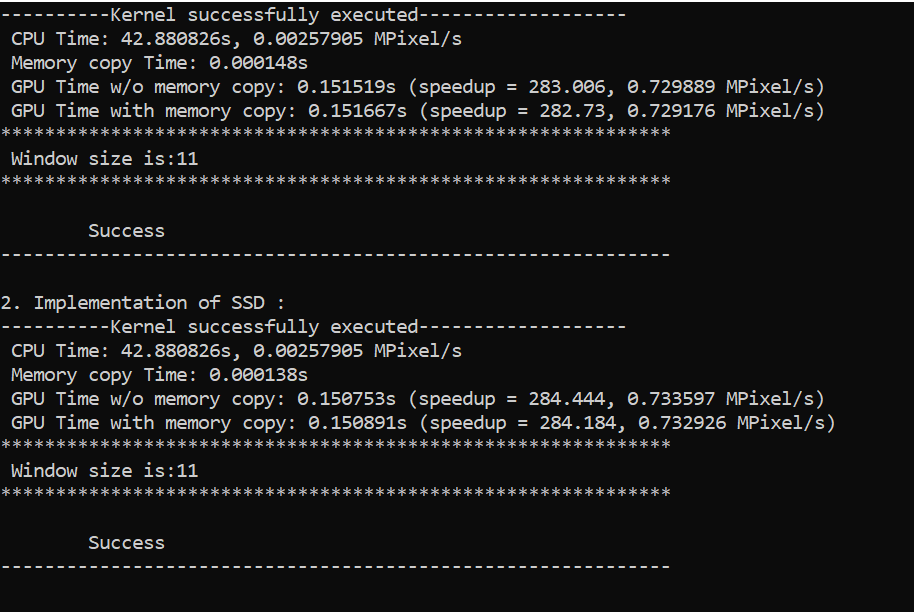 ----------Kernel successfully executed-------------------
CPU Time: 42.880826s, 0.00257905 MPixel/s
Memory copy Time: 0.000148s
GPU Time w/o memory copy: 0.151519s (speedup = 283.006, 0.729889 MPixel/s)
GPU Time with memory copy: 0.151667s (speedup = 282.73, 0.729176 MPixel/s)
*************************************************************
Window size is:11
*************************************************************
Success
-------------------------------------------------------------
2. Implementation of SSD :
----------Kernel successfully executed-------------------
CPU Time: 42.880826s, 0.00257905 MPixel/s
Memory copy Time: 0.000138s
GPU Time w/o memory copy: 0.150753s (speedup = 284.444, 0.733597 MPixel/s)
GPU Time with memory copy: 0.150891s (speedup = 284.184, 0.732926 MPixel/s)
*************************************************************
Window size is:11
*************************************************************
Success
-------------------------------------------------------------